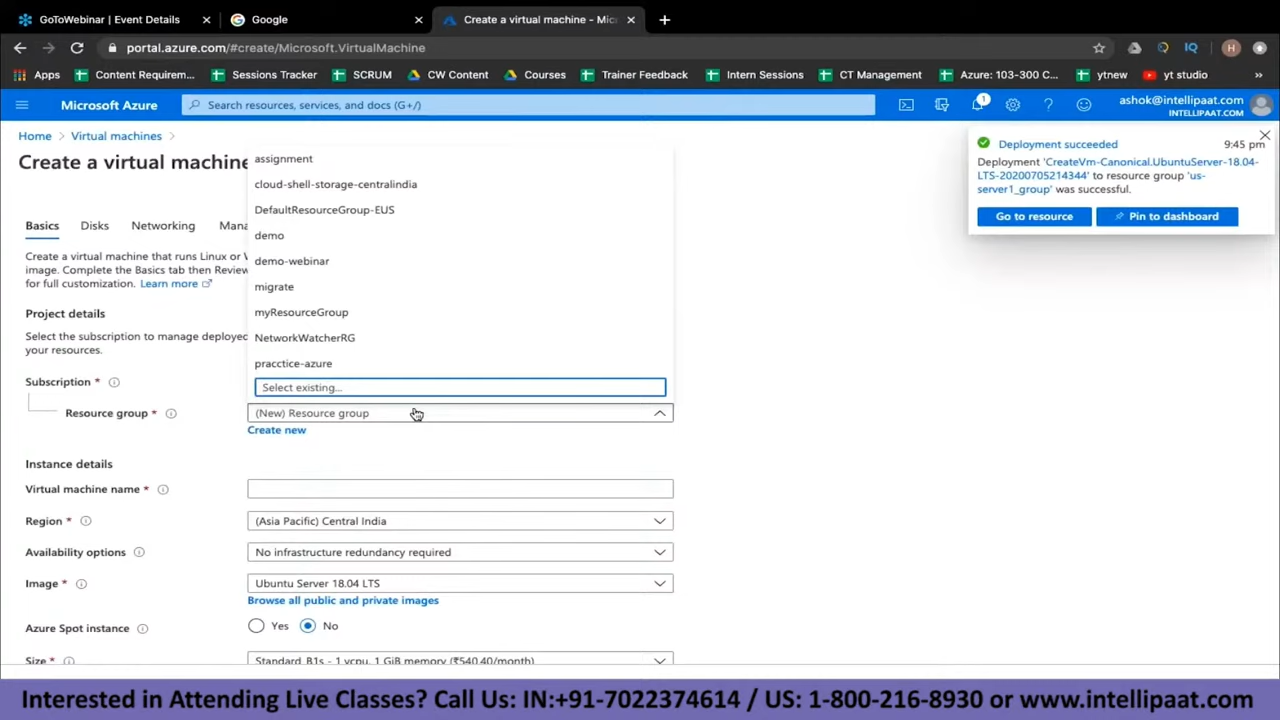 GoToWebinar | Event Details
Google
Create a virtual machine - Mic
portal.azure.com/#create/Microsoft.VirtualMachine
IQ
H
Apps
Content Requirem...
Sessions Tracker
SCRUM
CW Content
Courses
Trainer Feedback
Intern Sessions
CT Management
Azure: 103-300 C...
ytnew
yt studio
»
Microsoft Azure
Search resources, services, and docs (G+/)
1
ashok@intellipaat.com
INTELLIPAAT.COM
Home > Virtual machines >
Create a virtual machine
Deployment succeeded 9:45 pm
Deployment 'CreateVm-Canonical.UbuntuServer-18.04-
LTS-20200705214344' to resource group 'us-
server1_group' was successful.
Go to resource
Pin to dashboard
Basics Disks Networking Mana
Create a virtual machine that runs Linux or W
image. Complete the Basics tab then Review
for full customization. Learn more
Project details
Select the subscription to manage deployed
your resources.
assignment
cloud-shell-storage-centralindia
DefaultResourceGroup-EUS
demo
demo-webinar
migrate
myResourceGroup
NetworkWatcherRG
pracctice-azure
Select existing...
Subscription *
Resource group * (New) Resource group
Create new
Instance details
Virtual machine name *
Region * (Asia Pacific) Central India
Availability options No infrastructure redundancy required
Image * Ubuntu Server 18.04 LTS
Browse all public and private images
Azure Spot instance Yes No
Size * Standard_B1s - 1 vcpu, 1 GiB memory (₹540.40/month)
Interested in Attending Live Classes? Call Us: IN:+91-7022374614 / US: 1-800-216-8930 or www.intellipaat.com